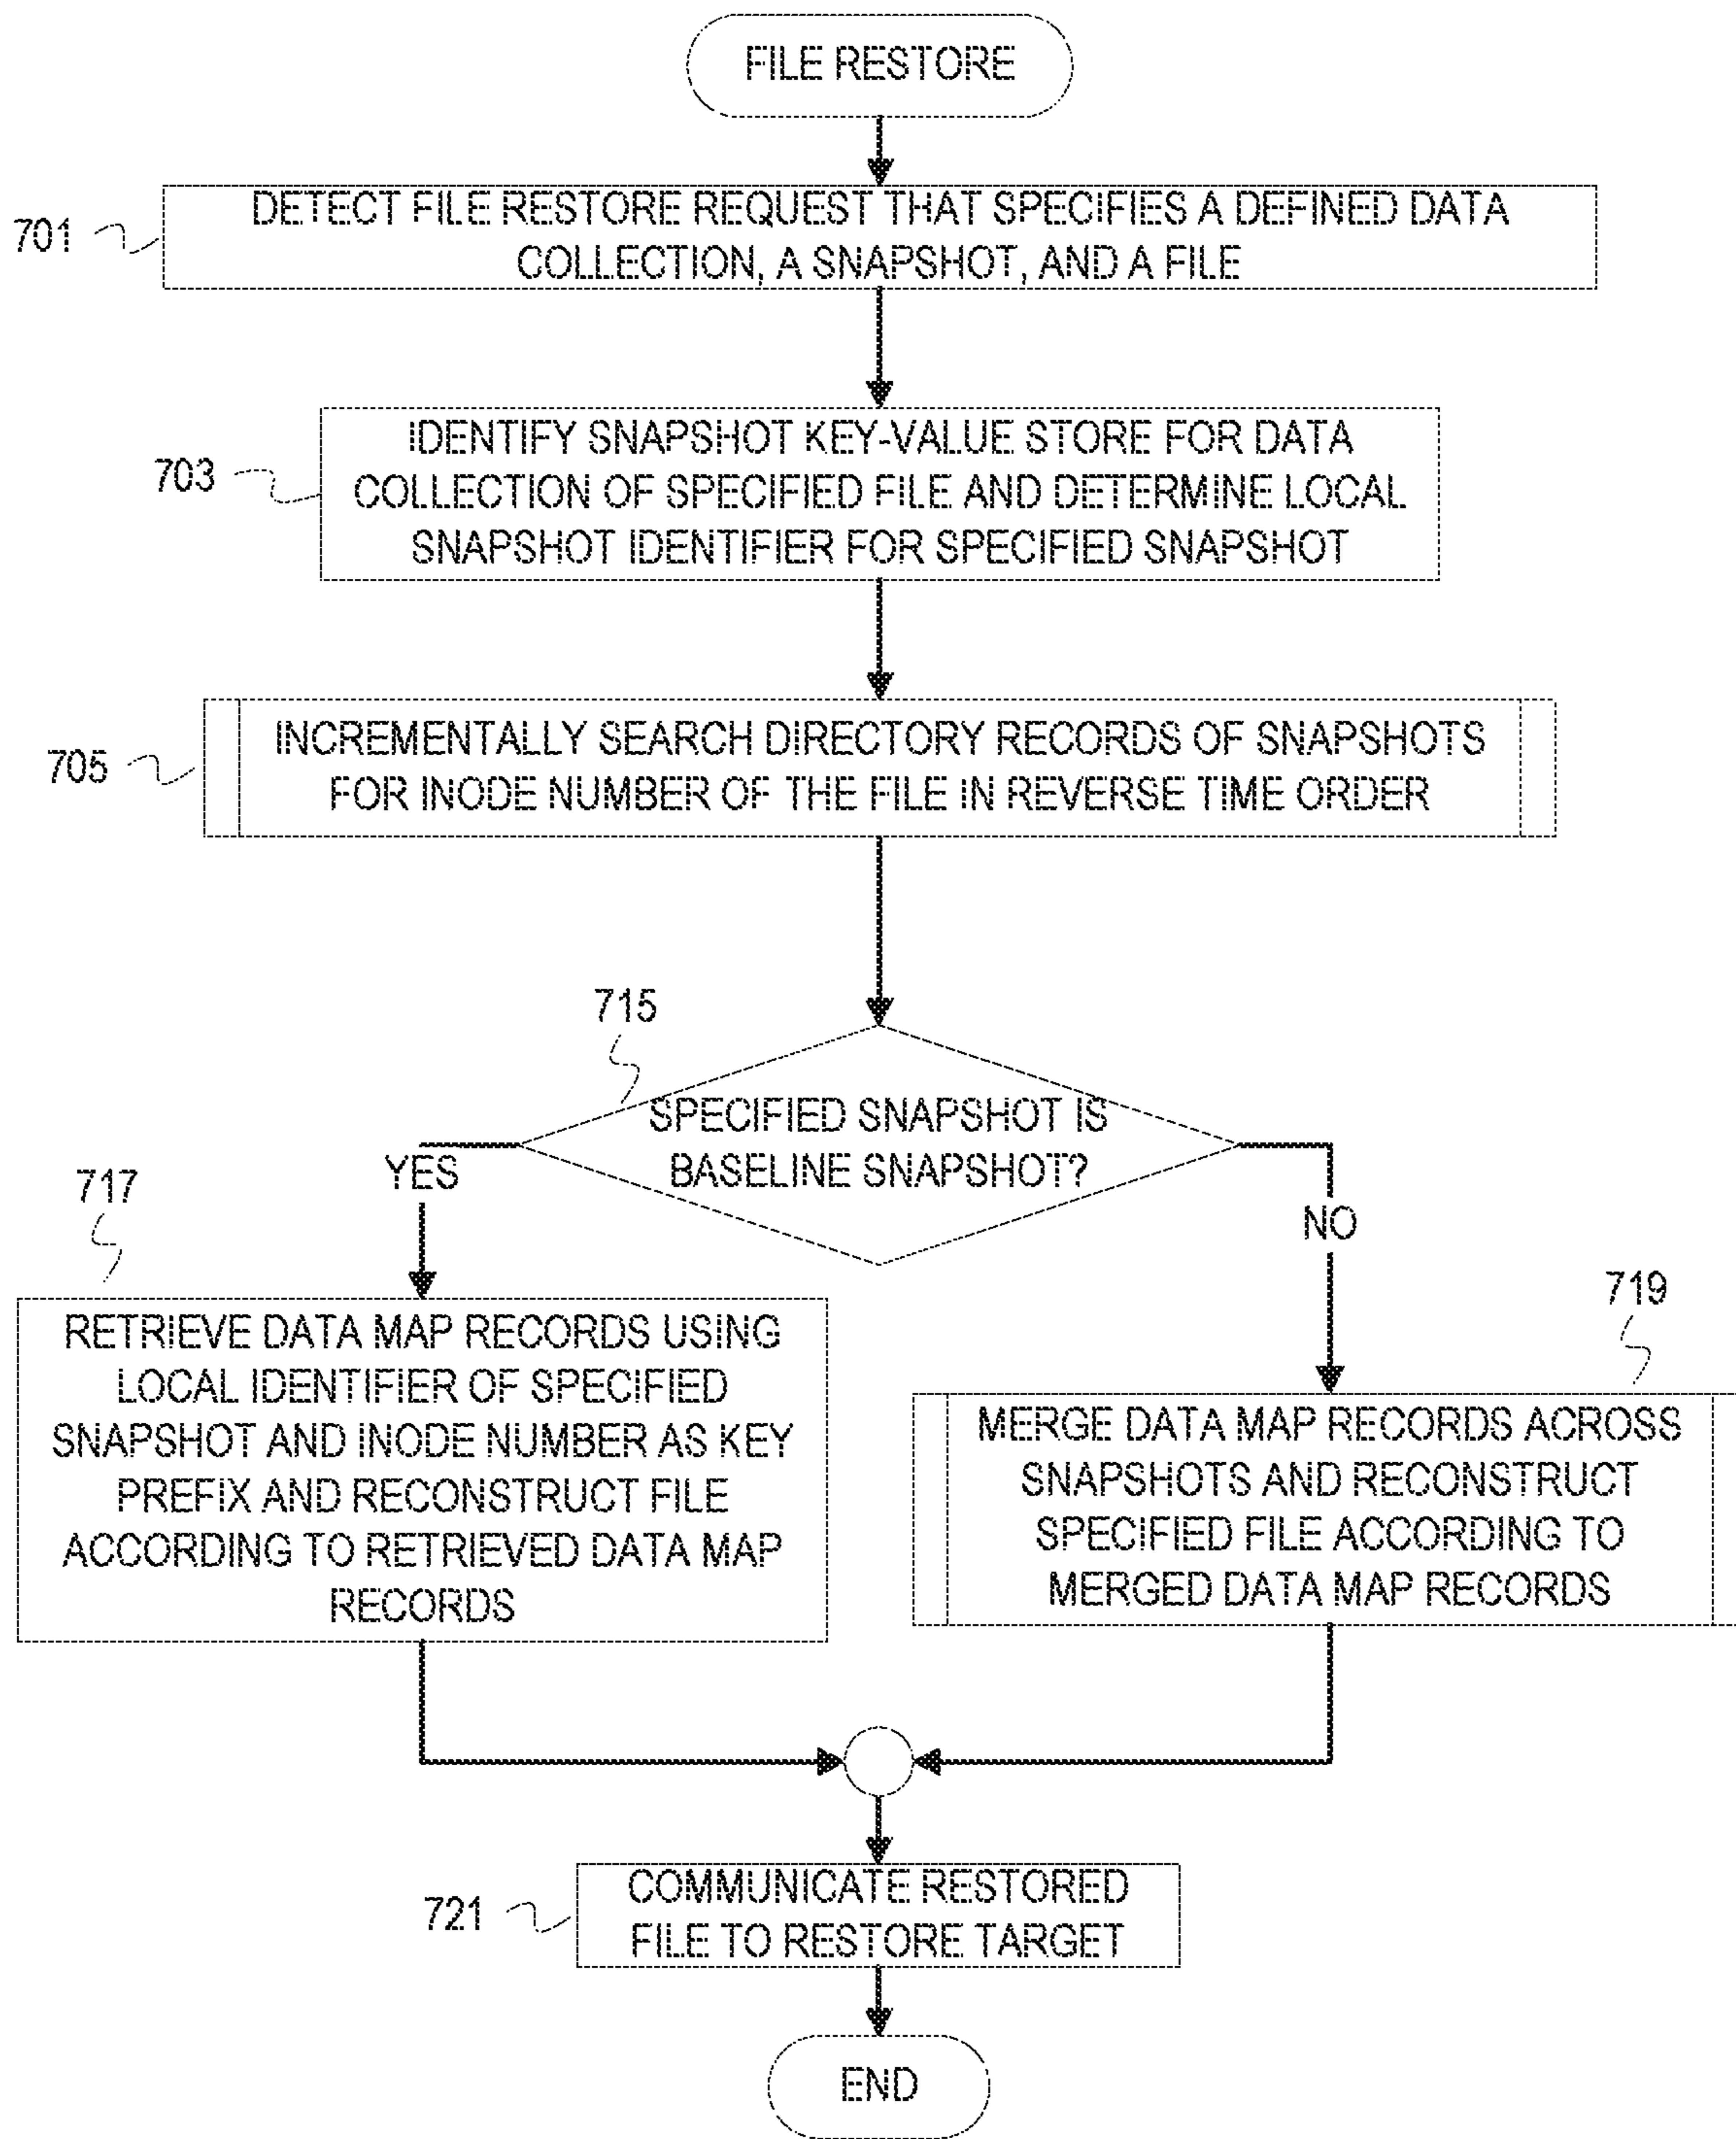 FILE RESTORE
701
DETECT FILE RESTORE REQUEST THAT SPECIFIES A DEFINED DATA
COLLECTION, A SNAPSHOT, AND A FILE
703
IDENTIFY SNAPSHOT KEY-VALUE STORE FOR DATA
COLLECTION OF SPECIFIED FILE AND DETERMINE LOCAL
SNAPSHOT IDENTIFIER FOR SPECIFIED SNAPSHOT
705
INCREMENTALLY SEARCH DIRECTORY RECORDS OF SNAPSHOTS
FOR INODE NUMBER OF THE FILE IN REVERSE TIME ORDER
715
SPECIFIED SNAPSHOT IS
BASELINE SNAPSHOT?
YES
NO
717
RETRIEVE DATA MAP RECORDS USING
LOCAL IDENTIFIER OF SPECIFIED
SNAPSHOT AND INODE NUMBER AS KEY
PREFIX AND RECONSTRUCT FILE
ACCORDING TO RETRIEVED DATA MAP
RECORDS
719
MERGE DATA MAP RECORDS ACROSS
SNAPSHOTS AND RECONSTRUCT
SPECIFIED FILE ACCORDING TO
MERGED DATA MAP RECORDS
721
COMMUNICATE RESTORED
FILE TO RESTORE TARGET
END